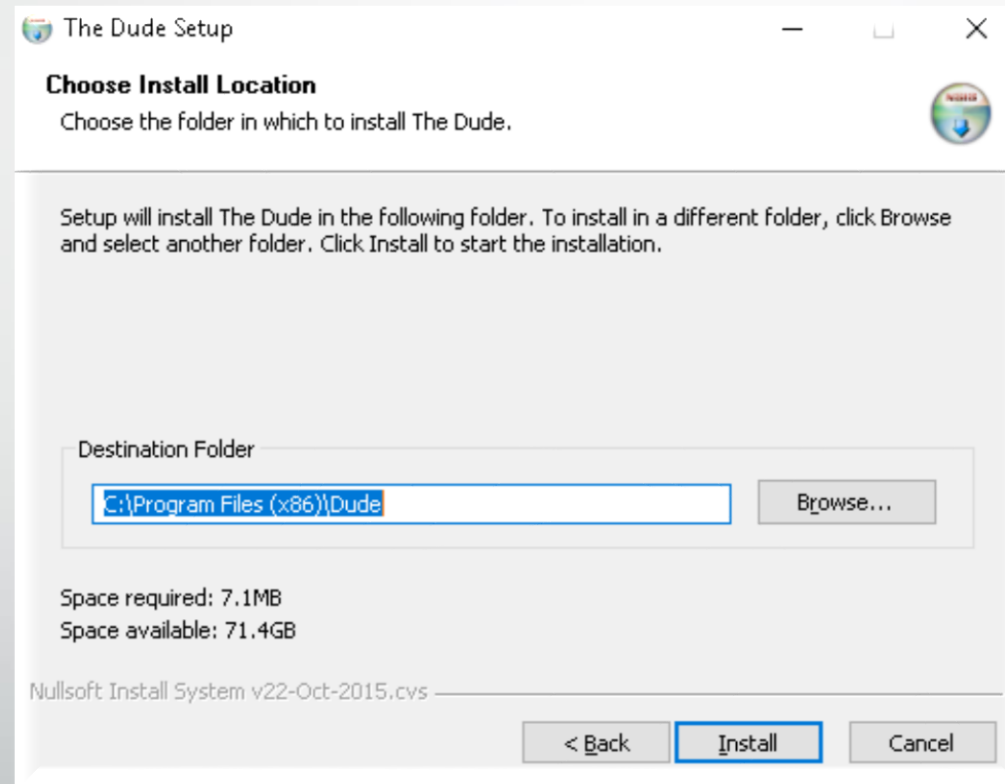 The Dude Setup
Choose Install Location
Choose the folder in which to install The Dude.
Setup will install The Dude in the following folder. To install in a different folder, click Browse
and select another folder. Click Install to start the installation.
Destination Folder
C:\Program Files (x86)\Dude
Browse...
Space required: 7.1MB
Space available: 71.4GB
Nullsoft Install System v22-Oct-2015.cvs
< Back
Install
Cancel